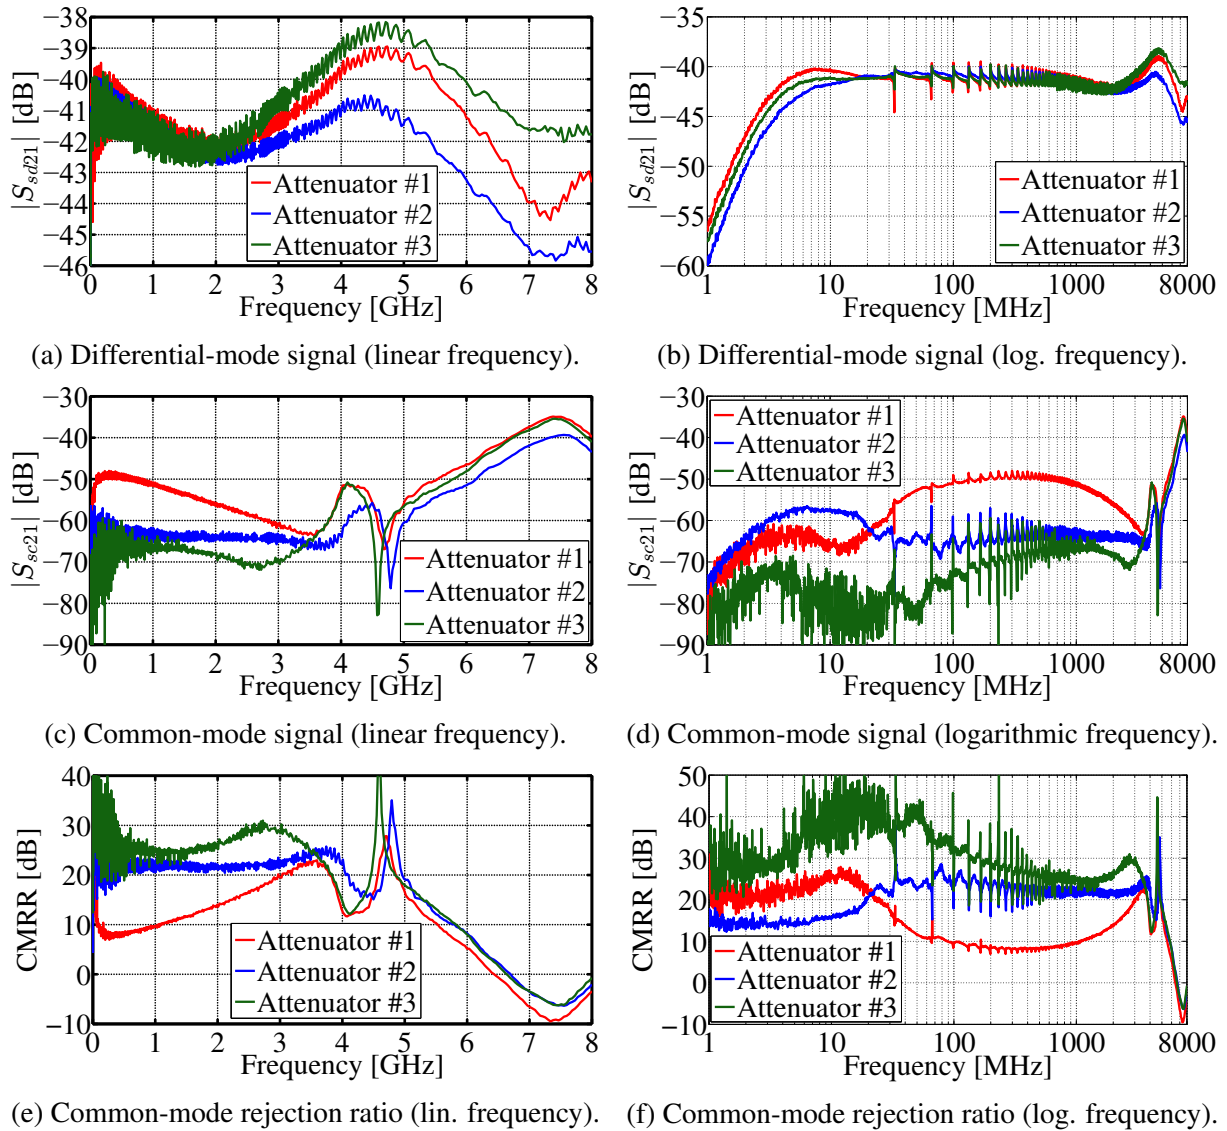 −38
−39
−40
−41
−42
−43
−44
−45
−46
|S_sd21| [dB]
Attenuator #1
Attenuator #2
Attenuator #3
0 1 2 3 4 5 6 7 8
Frequency [GHz]
(a) Differential-mode signal (linear frequency).
−35
−40
−45
−50
−55
−60
|S_sd21| [dB]
Attenuator #1
Attenuator #2
Attenuator #3
1 10 100 1000 8000
Frequency [MHz]
(b) Differential-mode signal (log. frequency).
−30
−40
−50
−60
−70
−80
−90
|S_sc21| [dB]
Attenuator #1
Attenuator #2
Attenuator #3
0 1 2 3 4 5 6 7 8
Frequency [GHz]
(c) Common-mode signal (linear frequency).
−30
−40
−50
−60
−70
−80
−90
|S_sc21| [dB]
Attenuator #1
Attenuator #2
Attenuator #3
1 10 100 1000 8000
Frequency [MHz]
(d) Common-mode signal (logarithmic frequency).
40
30
20
10
0
−10
CMRR [dB]
Attenuator #1
Attenuator #2
Attenuator #3
0 1 2 3 4 5 6 7 8
Frequency [GHz]
(e) Common-mode rejection ratio (lin. frequency).
50
40
30
20
10
0
−10
CMRR [dB]
Attenuator #1
Attenuator #2
Attenuator #3
1 10 100 1000 8000
Frequency [MHz]
(f) Common-mode rejection ratio (log. frequency).